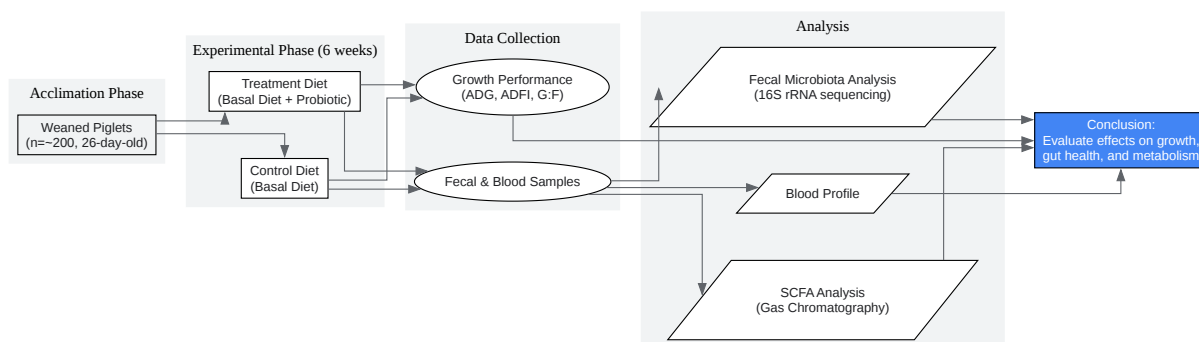 Acclimation Phase
Weaned Piglets
(n=~200, 26-day-old)
Experimental Phase (6 weeks)
Treatment Diet
(Basal Diet + Probiotic)
Control Diet
(Basal Diet)
Data Collection
Growth Performance
(ADG, ADFI, G:F)
Fecal & Blood Samples
Analysis
Fecal Microbiota Analysis
(16S rRNA sequencing)
Blood Profile
SCFA Analysis
(Gas Chromatography)
Conclusion:
Evaluate effects on growth,
gut health, and metabolism